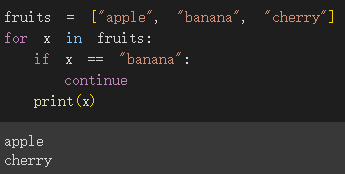 fruits = ["apple", "banana", "cherry"]
for x in fruits:
    if x == "banana":
        continue
    print(x)
apple
cherry